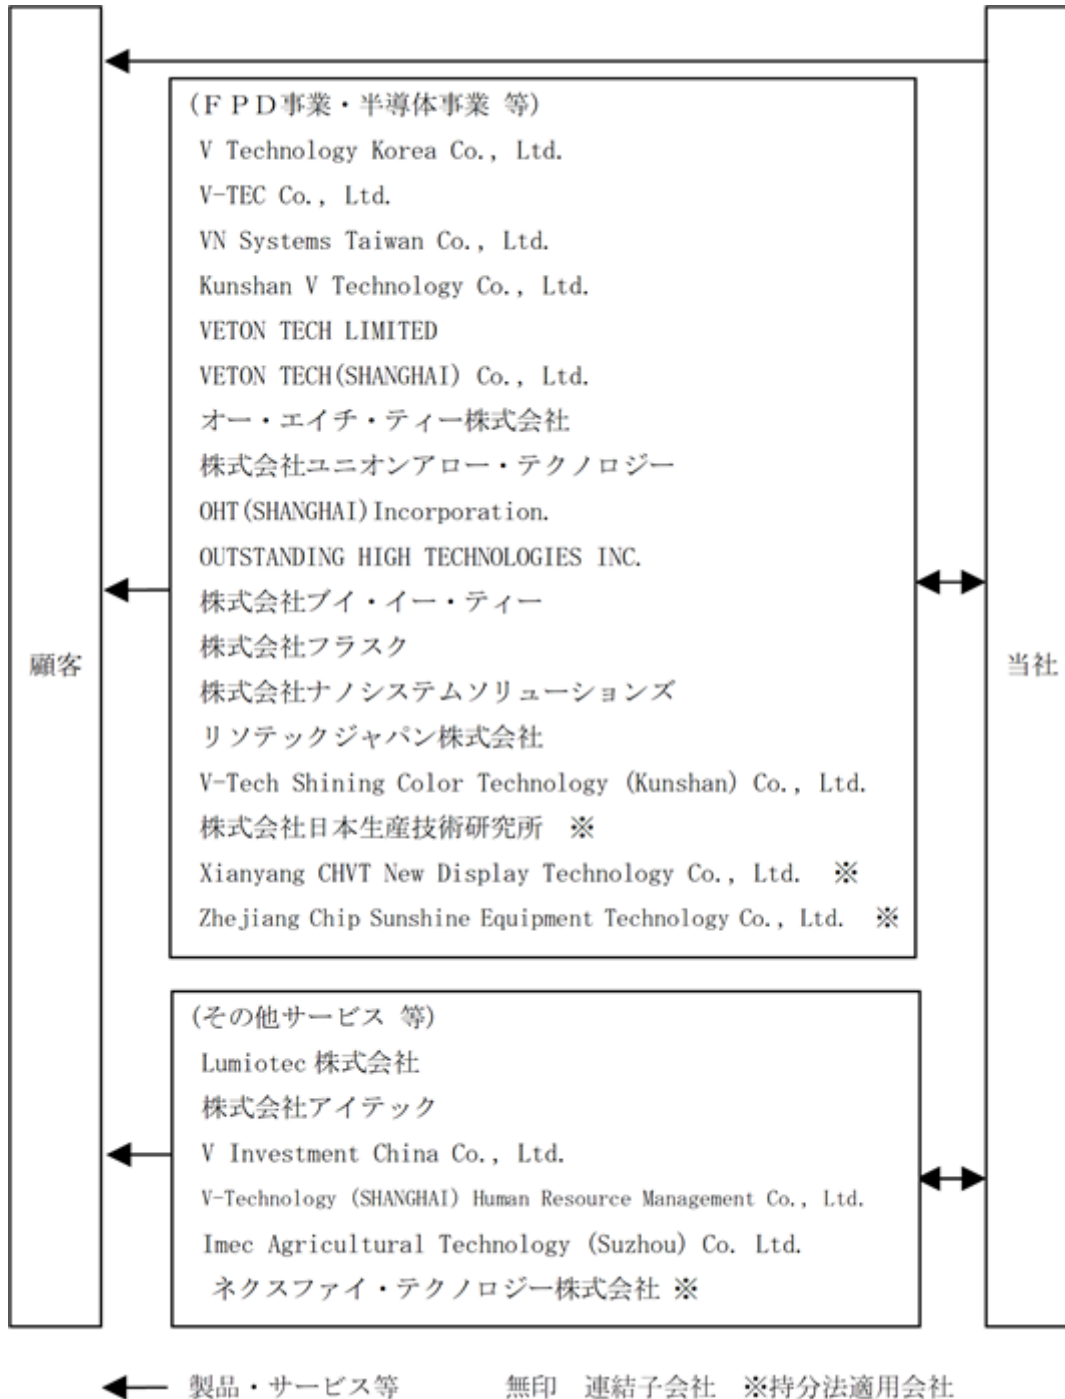 (ＦＰＤ事業・半導体事業 等)
V Technology Korea Co., Ltd.
V-TEC Co., Ltd.
VN Systems Taiwan Co., Ltd.
Kunshan V Technology Co., Ltd.
VETON TECH LIMITED
VETON TECH(SHANGHAI) Co., Ltd.
オー・エイチ・ティー株式会社
株式会社ユニオンアロー・テクノロジー
OHT(SHANGHAI)Incorporation.
OUTSTANDING HIGH TECHNOLOGIES INC.
株式会社ブイ・イー・ティー
株式会社フラスク
株式会社ナノシステムソリューションズ
リソテックジャパン株式会社
V-Tech Shining Color Technology (Kunshan) Co., Ltd.
株式会社日本生産技術研究所　※
Xianyang CHVT New Display Technology Co., Ltd.　※
Zhejiang Chip Sunshine Equipment Technology Co., Ltd.　※
顧客
当社
(その他サービス 等)
Lumiotec 株式会社
株式会社アイテック
V Investment China Co., Ltd.
V-Technology (SHANGHAI) Human Resource Management Co., Ltd.
Imec Agricultural Technology (Suzhou) Co. Ltd.
ネクスファイ・テクノロジー株式会社 ※
製品・サービス等　無印　連結子会社　※持分法適用会社